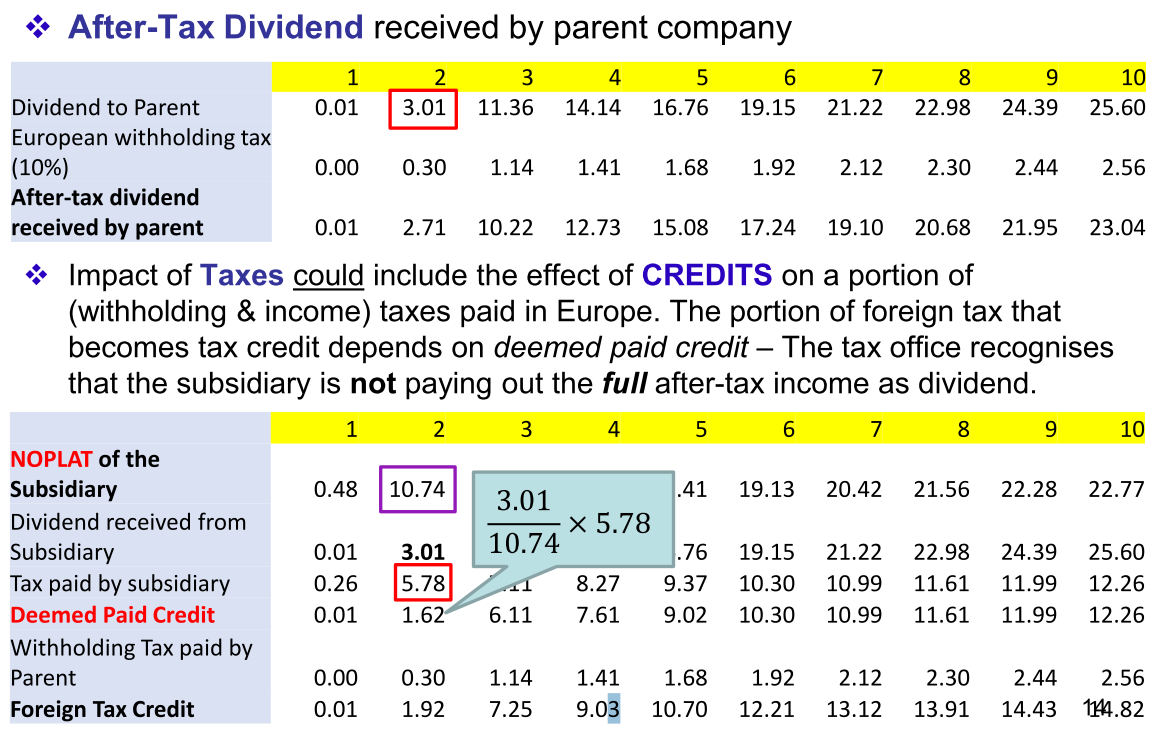 ❖ After-Tax Dividend received by parent company
1 2 3 4 5 6 7 8 9 10
Dividend to Parent 0.01 3.01 11.36 14.14 16.76 19.15 21.22 22.98 24.39 25.60
European withholding tax
(10%) 0.00 0.30 1.14 1.41 1.68 1.92 2.12 2.30 2.44 2.56
After-tax dividend
received by parent 0.01 2.71 10.22 12.73 15.08 17.24 19.10 20.68 21.95 23.04
❖ Impact of Taxes could include the effect of CREDITS on a portion of
(withholding & income) taxes paid in Europe. The portion of foreign tax that
becomes tax credit depends on deemed paid credit – The tax office recognises
that the subsidiary is not paying out the full after-tax income as dividend.
1 2 3 4 5 6 7 8 9 10
NOPLAT of the
Subsidiary 0.48 10.74 .41 19.13 20.42 21.56 22.28 22.77
3.01
10.74 × 5.78
Dividend received from
Subsidiary 0.01 3.01 .76 19.15 21.22 22.98 24.39 25.60
Tax paid by subsidiary 0.26 5.78 8.27 9.37 10.30 10.99 11.61 11.99 12.26
Deemed Paid Credit 0.01 1.62 6.11 7.61 9.02 10.30 10.99 11.61 11.99 12.26
Withholding Tax paid by
Parent 0.00 0.30 1.14 1.41 1.68 1.92 2.12 2.30 2.44 2.56
Foreign Tax Credit 0.01 1.92 7.25 9.03 10.70 12.21 13.12 13.91 14.43 14.82
14